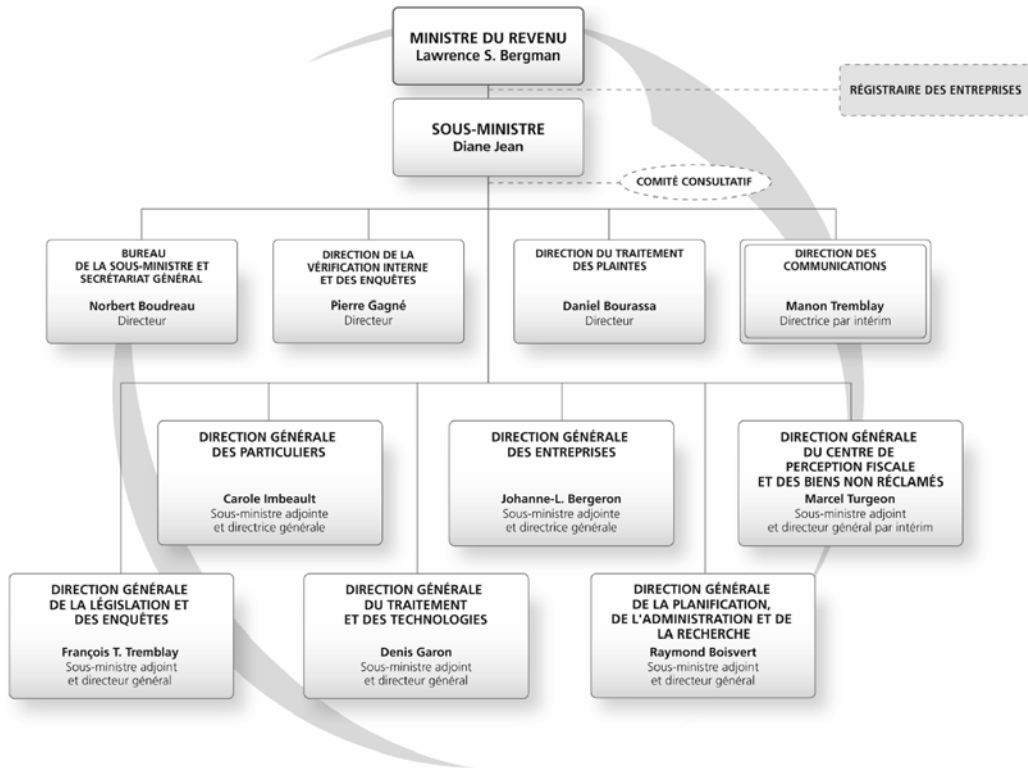 MINISTRE DU REVENU
Lawrence S. Bergman
RÉGISTRAIRE DES ENTREPRISES
SOUS-MINISTRE
Diane Jean
COMITÉ CONSULTATIF
BUREAU
DE LA SOUS-MINISTRE ET
SECRÉTARIAT GÉNÉRAL
Norbert Boudreau
Directeur
DIRECTION DE LA
VÉRIFICATION INTERNE
ET DES ENQUÊTES
Pierre Gagné
Directeur
DIRECTION DU TRAITEMENT
DES PLAINTES
Daniel Bourassa
Directeur
DIRECTION DES
COMMUNICATIONS
Manon Tremblay
Directrice par intérim
DIRECTION GÉNÉRALE
DES PARTICULIERS
Carole Imbeault
Sous-ministre adjointe
et directrice générale
DIRECTION GÉNÉRALE
DES ENTREPRISES
Johanne-L. Bergeron
Sous-ministre adjointe
et directrice générale
DIRECTION GÉNÉRALE
DU CENTRE DE
PERCEPTION FISCALE
ET DES BIENS NON RÉCLAMÉS
Marcel Turgeon
Sous-ministre adjoint
et directeur général par intérim
DIRECTION GÉNÉRALE
DE LA LÉGISLATION ET
DES ENQUÊTES
François T. Tremblay
Sous-ministre adjoint
et directeur général
DIRECTION GÉNÉRALE
DU TRAITEMENT
ET DES TECHNOLOGIES
Denis Garon
Sous-ministre adjoint
et directeur général
DIRECTION GÉNÉRALE
DE LA PLANIFICATION,
DE L'ADMINISTRATION ET DE
LA RECHERCHE
Raymond Boisvert
Sous-ministre adjoint
et directeur général